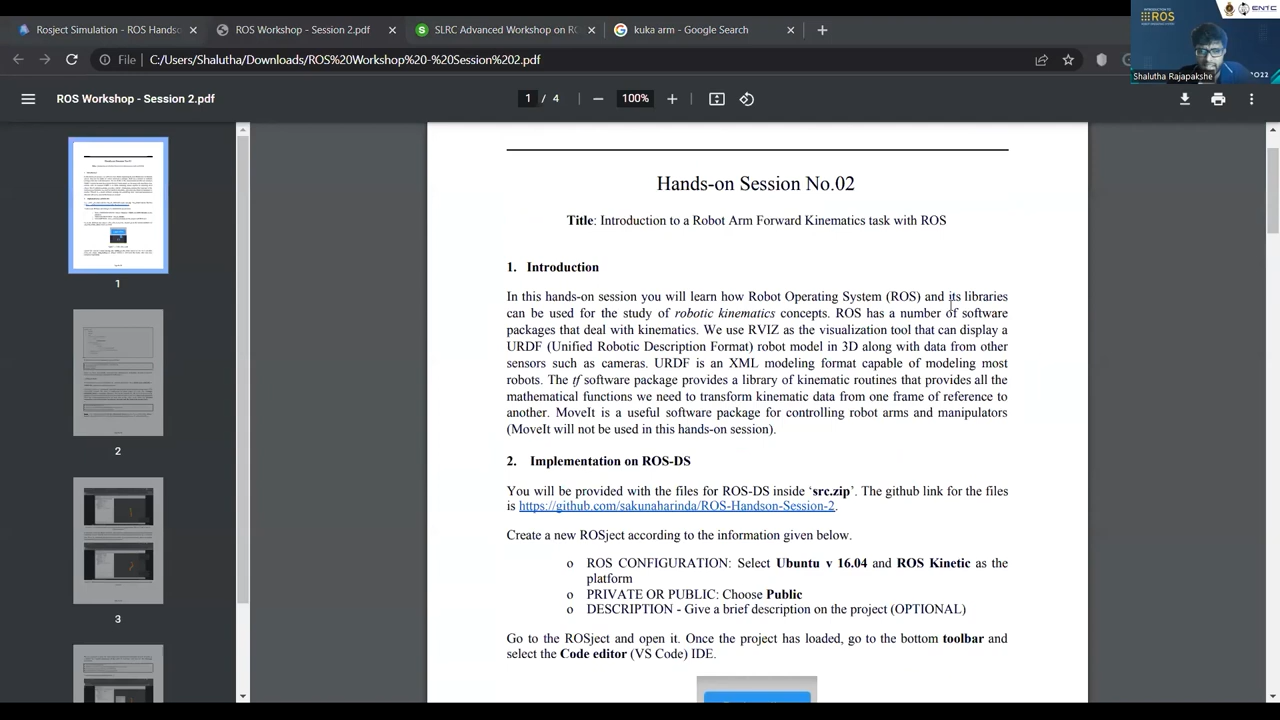 Rosject Simulation - ROS Hands
ROS Workshop - Session 2.pdf
Advanced Workshop on RO
kuka arm - Google Search
File
C:/Users/Shalutha/Downloads/ROS%20Workshop%20-%20Session%202.pdf
ROS
ENTC
Shalutha Rajapakshe
2022
ROS Workshop - Session 2.pdf
1 / 4
100%
Hands-on Session No.02
Title: Introduction to a Robot Arm Forward Kinematics task with ROS
1. Introduction
In this hands-on session you will learn how Robot Operating System (ROS) and its libraries
can be used for the study of robotic kinematics concepts. ROS has a number of software
packages that deal with kinematics. We use RVIZ as the visualization tool that can display a
URDF (Unified Robotic Description Format) robot model in 3D along with data from other
sensors such as cameras. URDF is an XML modeling format capable of modeling most
robots. The tf software package provides a library of kinematic routines that provides all the
mathematical functions we need to transform kinematic data from one frame of reference to
another. MoveIt is a useful software package for controlling robot arms and manipulators
(MoveIt will not be used in this hands-on session).
2. Implementation on ROS-DS
You will be provided with the files for ROS-DS inside ‘src.zip’. The github link for the files
is https://github.com/sakunaharinda/ROS-Handson-Session-2.
Create a new ROSject according to the information given below.
o ROS CONFIGURATION: Select Ubuntu v 16.04 and ROS Kinetic as the
platform
o PRIVATE OR PUBLIC: Choose Public
o DESCRIPTION - Give a brief description on the project (OPTIONAL)
Go to the ROSject and open it. Once the project has loaded, go to the bottom toolbar and
select the Code editor (VS Code) IDE.
1
2
3